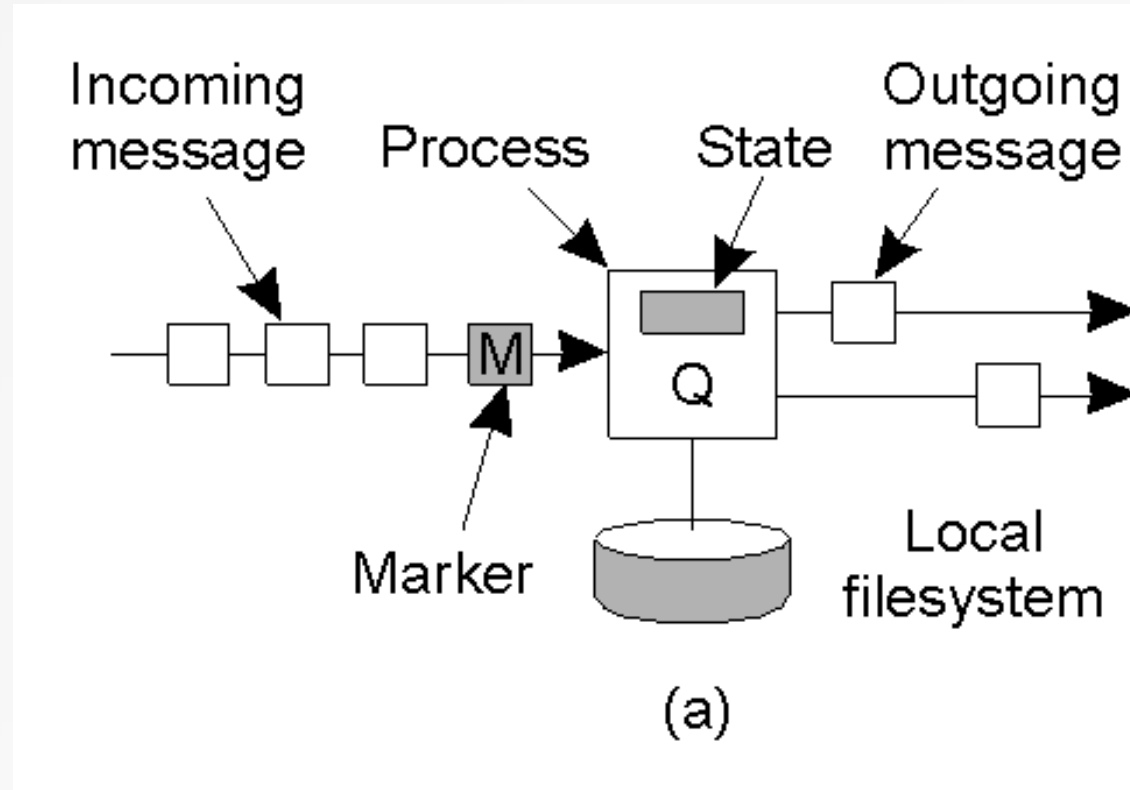 Incoming
message
Process
State
Outgoing
message
M
Q
Marker
Local
filesystem
(a)